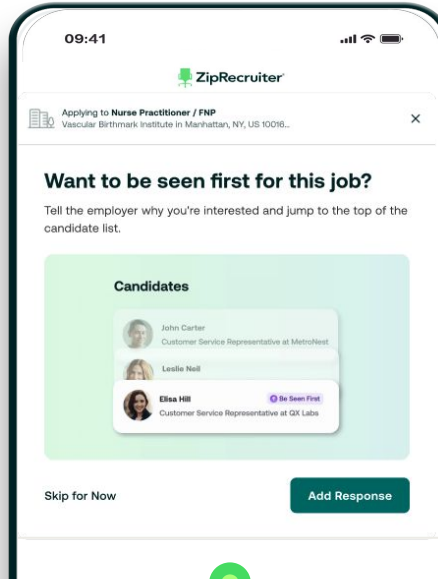 09:41
ZipRecruiter
Applying to Nurse Practitioner / FNP
Vascular Birthmark Institute in Manhattan, NY, US 10016...
Want to be seen first for this job?
Tell the employer why you're interested and jump to the top of the
candidate list.
Candidates
John Carter
Customer Service Representative at MetroNest
Leslie Neil
Elisa Hill
Be Seen First
Customer Service Representative at QX Labs
Skip for Now
Add Response